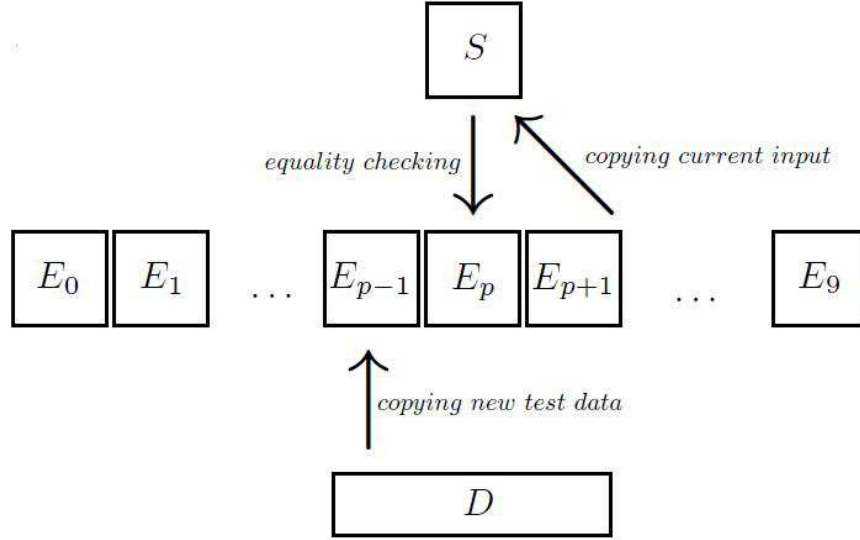 S
equality checking
copying current input
E₀ E₁ ... Eₚ₋₁ Eₚ Eₚ₊₁ ... E₉
copying new test data
D